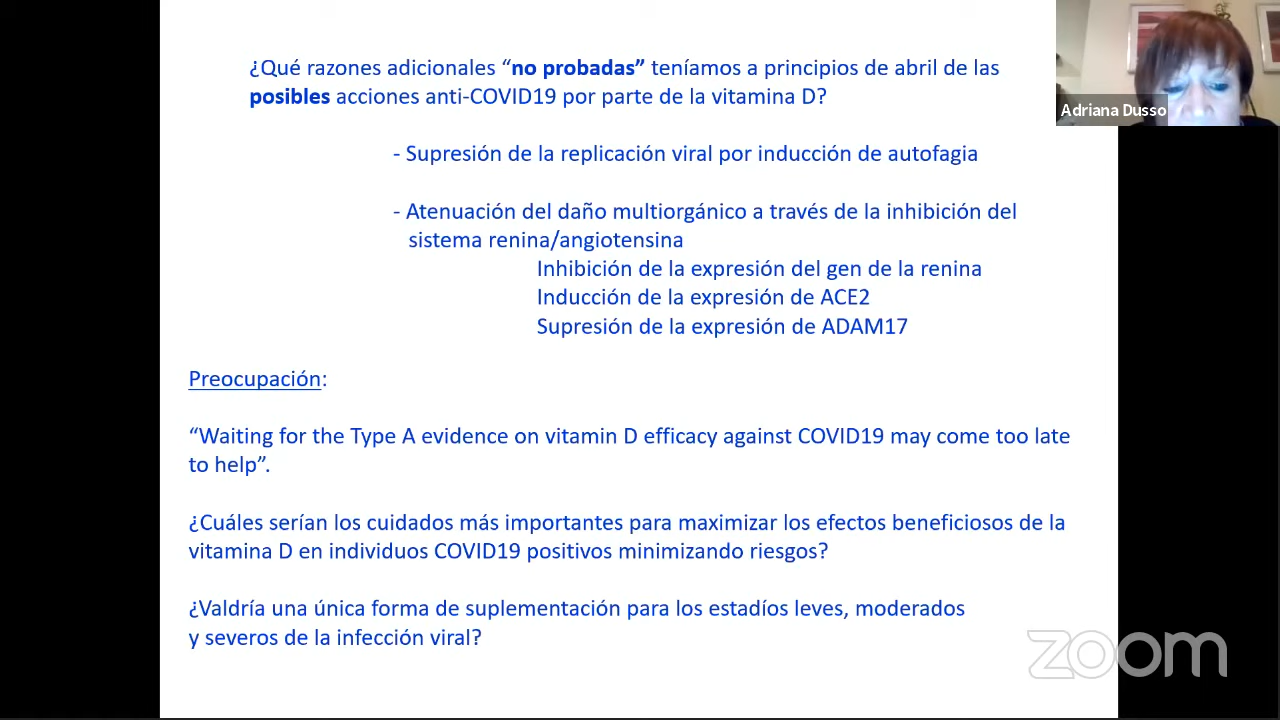 ¿Qué razones adicionales “no probadas” teníamos a principios de abril de las
posibles acciones anti-COVID19 por parte de la vitamina D?
Adriana Dusso
- Supresión de la replicación viral por inducción de autofagia
- Atenuación del daño multiorgánico a través de la inhibición del
sistema renina/angiotensina
Inhibición de la expresión del gen de la renina
Inducción de la expresión de ACE2
Supresión de la expresión de ADAM17
Preocupación:
“Waiting for the Type A evidence on vitamin D efficacy against COVID19 may come too late
to help”.
¿Cuáles serían los cuidados más importantes para maximizar los efectos beneficiosos de la
vitamina D en individuos COVID19 positivos minimizando riesgos?
¿Valdría una única forma de suplementación para los estadíos leves, moderados
y severos de la infección viral?
zoom